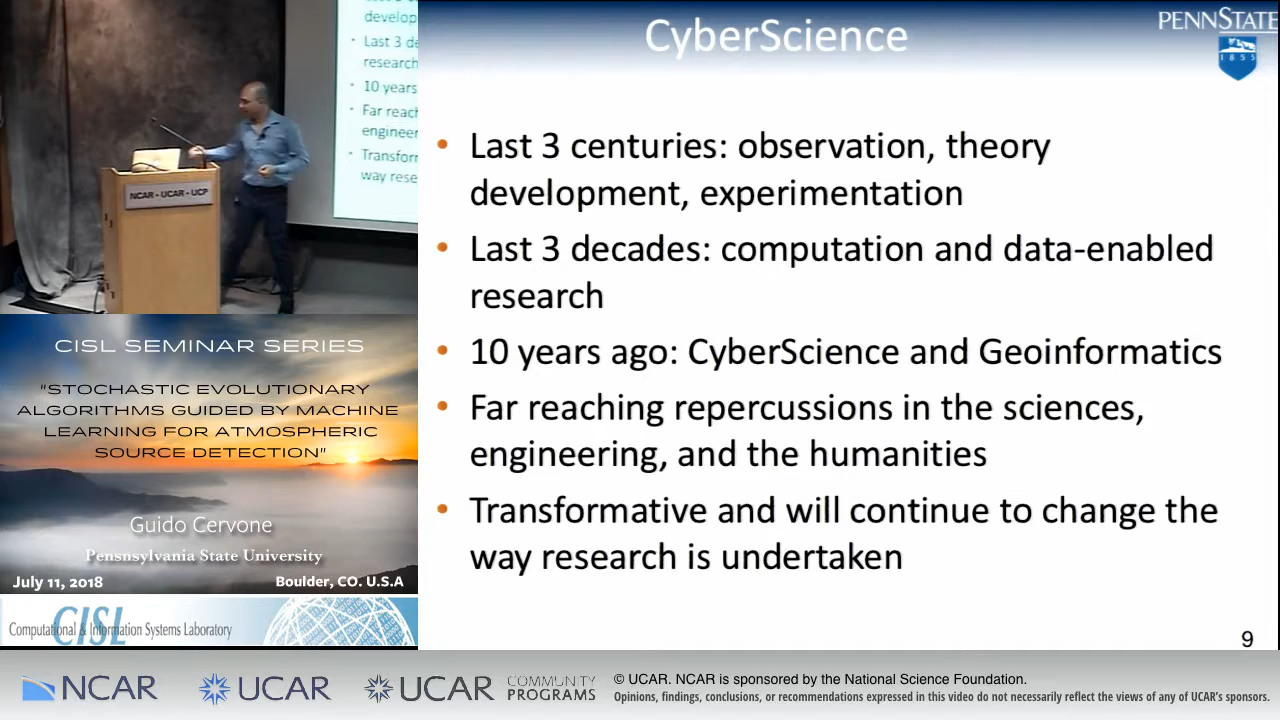 develop
Last 3 de
research
10 years
Far reach
engineer
Transfor
way rese
NCAR • UCAR • UCP
CISL SEMINAR SERIES
"STOCHASTIC EVOLUTIONARY
ALGORITHMS GUIDED BY MACHINE
LEARNING FOR ATMOSPHERIC
SOURCE DETECTION"
Guido Cervone
Pensnsylvania State University
July 11, 2018
Boulder, CO. U.S.A
CISL
Computational & Information Systems Laboratory
CyberScience
PENNSTATE
1855
• Last 3 centuries: observation, theory
development, experimentation
• Last 3 decades: computation and data-enabled
research
• 10 years ago: CyberScience and Geoinformatics
• Far reaching repercussions in the sciences,
engineering, and the humanities
• Transformative and will continue to change the
way research is undertaken
9
NCAR
UCAR
UCAR
COMMUNITY
PROGRAMS
© UCAR. NCAR is sponsored by the National Science Foundation.
Opinions, findings, conclusions, or recommendations expressed in this video do not necessarily reflect the views of any of UCAR's sponsors.